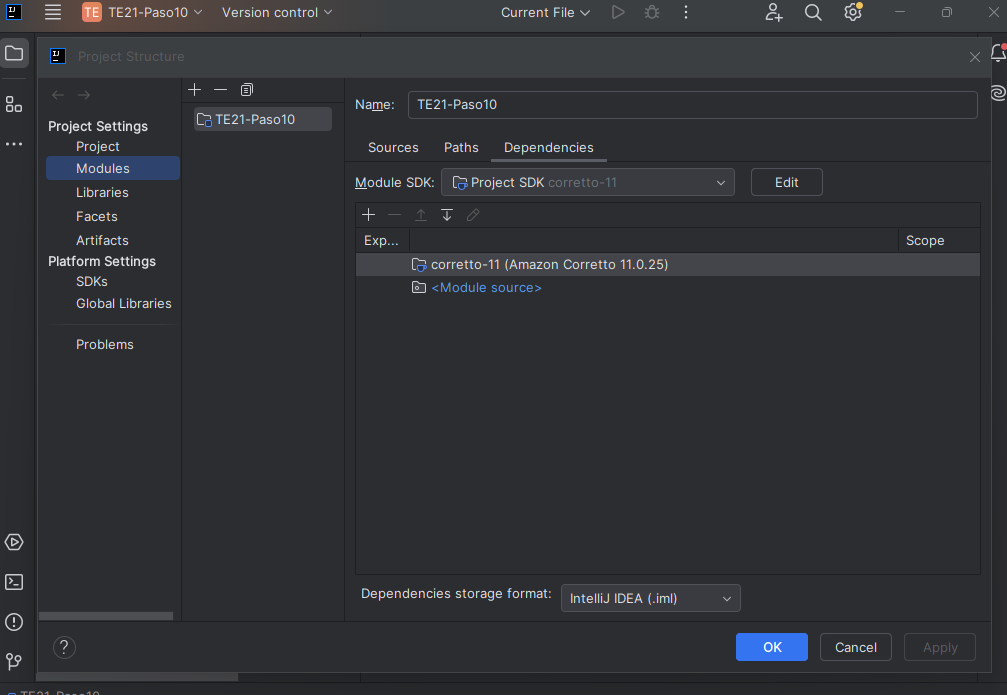 TE TE21-Paso10 Version control Current File
Project Structure
Project Settings
Project
Modules
Libraries
Facets
Artifacts
Platform Settings
SDKs
Global Libraries
Problems
TE21-Paso10
Name: TE21-Paso10
Sources Paths Dependencies
Module SDK: Project SDK corretto-11 Edit
Exp... Scope
corretto-11 (Amazon Corretto 11.0.25)
<Module source>
Dependencies storage format: IntelliJ IDEA (.iml)
? OK Cancel Apply
TE21-Paso10